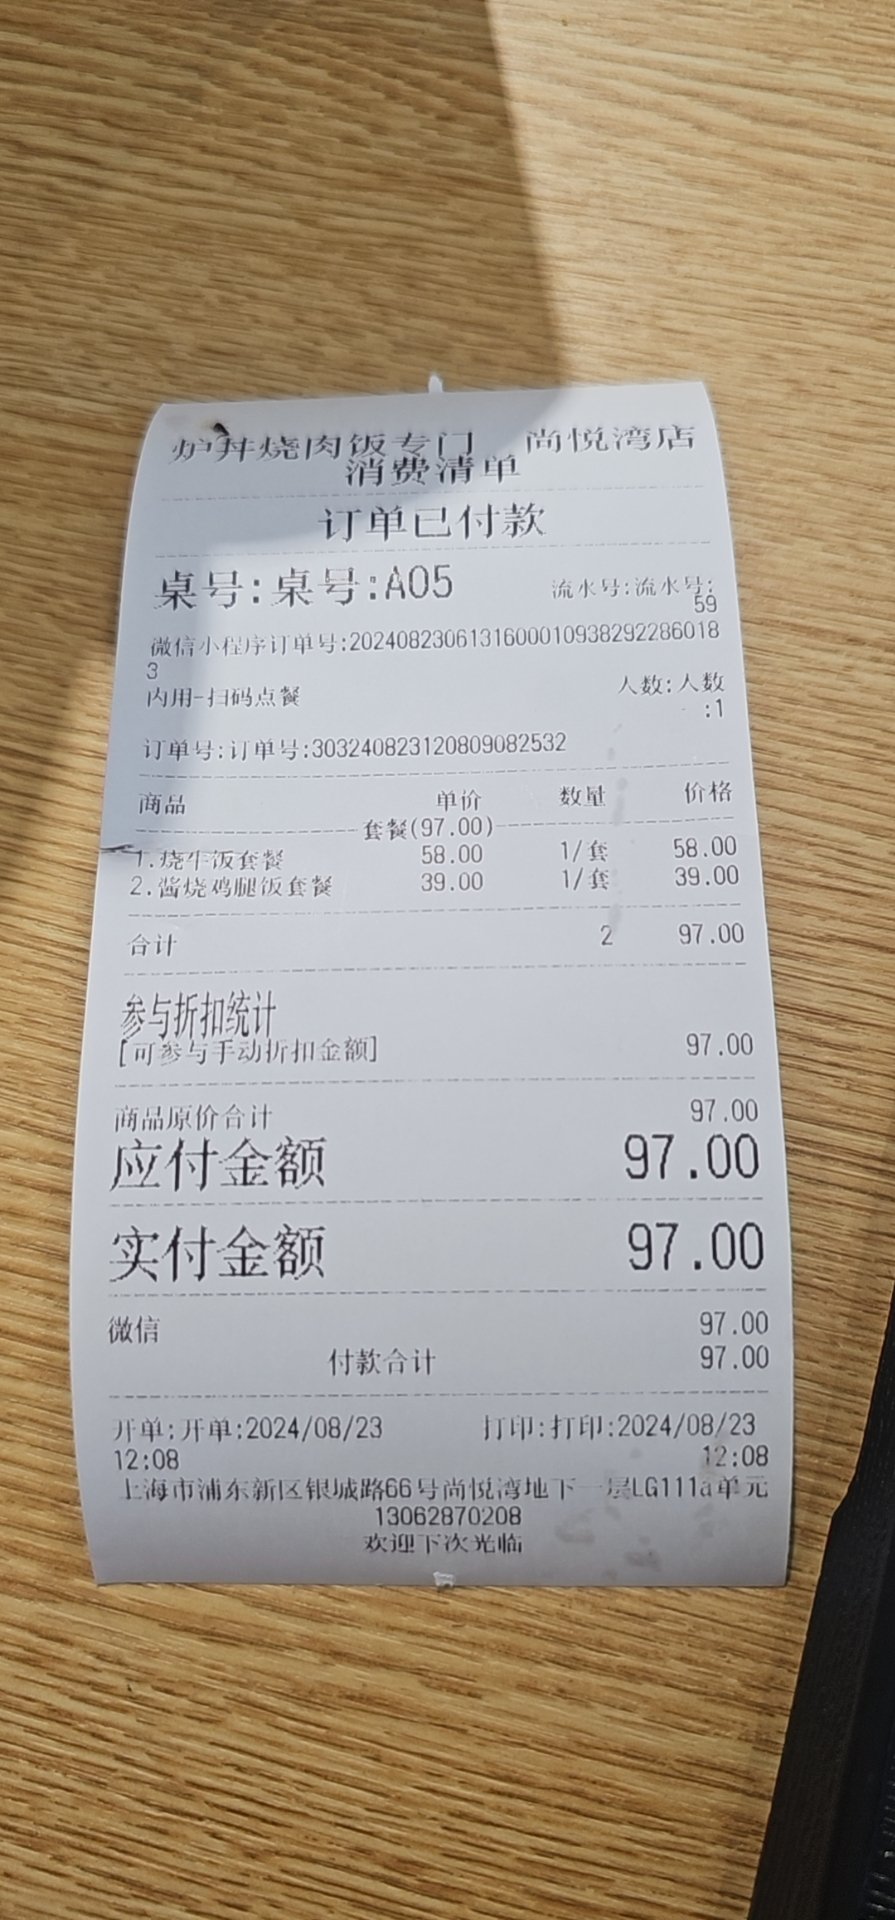 炉丼烧肉饭专门 尚悦湾店
消费清单
订单已付款
桌号:桌号:A05 流水号:流水号:
59
微信小程序订单号:2024082306131600010938292286018
3
内用-扫码点餐 人数:人数
:1
订单号:订单号:303240823120809082532
商品 单价 数量 价格
套餐(97.00)
1.烧牛饭套餐 58.00 1/套 58.00
2.酱烧鸡腿饭套餐 39.00 1/套 39.00
合计 2 97.00
参与折扣统计
[可参与手动折扣金额] 97.00
商品原价合计 97.00
应付金额 97.00
实付金额 97.00
微信 97.00
付款合计 97.00
开单:开单:2024/08/23 打印:打印:2024/08/23
12:08 12:08
上海市浦东新区银城路66号尚悦湾地下一层LG111a单元
13062870208
欢迎下次光临